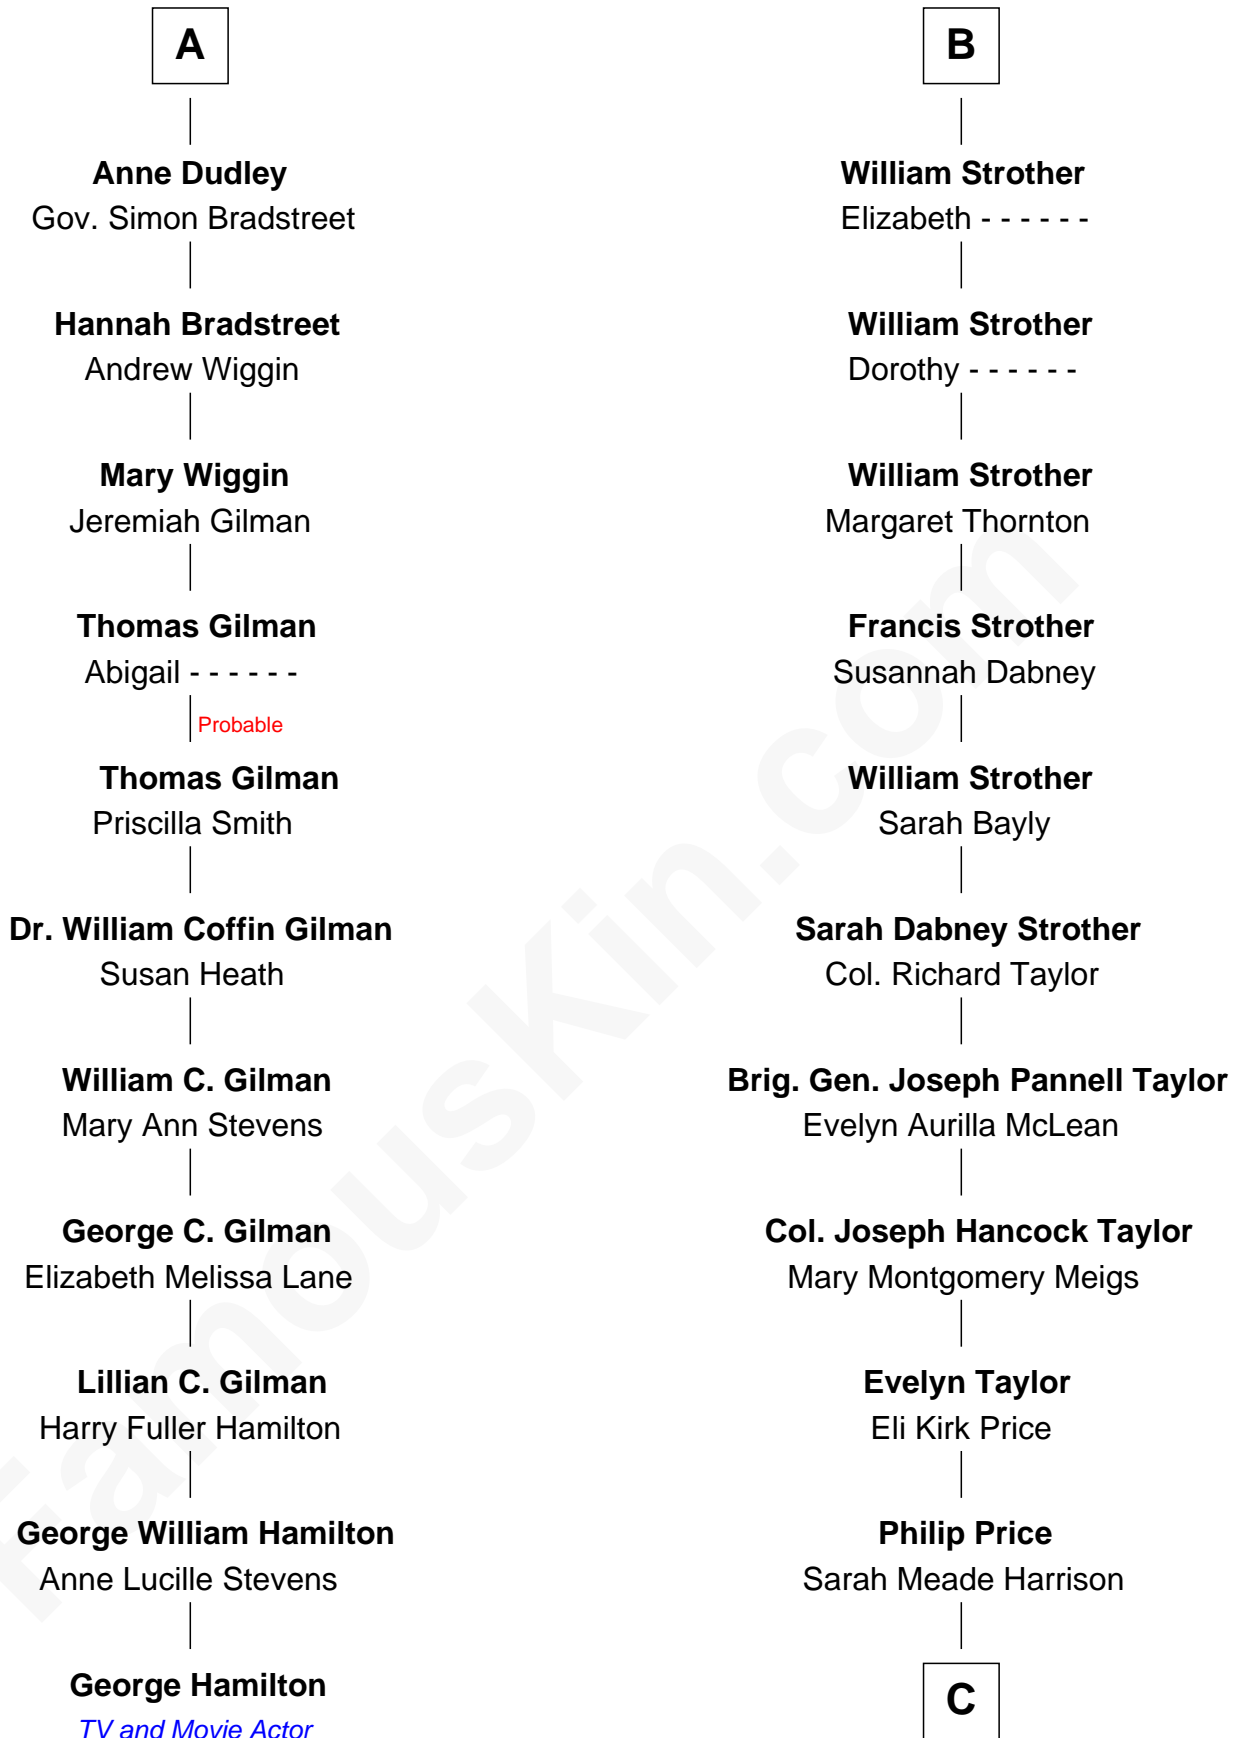 A
Anne Dudley
Gov. Simon Bradstreet
Hannah Bradstreet
Andrew Wiggin
Mary Wiggin
Jeremiah Gilman
Thomas Gilman
Abigail - - - - - -
Probable
Thomas Gilman
Priscilla Smith
Dr. William Coffin Gilman
Susan Heath
William C. Gilman
Mary Ann Stevens
George C. Gilman
Elizabeth Melissa Lane
Lillian C. Gilman
Harry Fuller Hamilton
George William Hamilton
Anne Lucille Stevens
George Hamilton
TV and Movie Actor
B
William Strother
Elizabeth - - - - - -
William Strother
Dorothy - - - - - -
William Strother
Margaret Thornton
Francis Strother
Susannah Dabney
William Strother
Sarah Bayly
Sarah Dabney Strother
Col. Richard Taylor
Brig. Gen. Joseph Pannell Taylor
Evelyn Aurilla McLean
Col. Joseph Hancock Taylor
Mary Montgomery Meigs
Evelyn Taylor
Eli Kirk Price
Philip Price
Sarah Meade Harrison
C
FamousKin.com